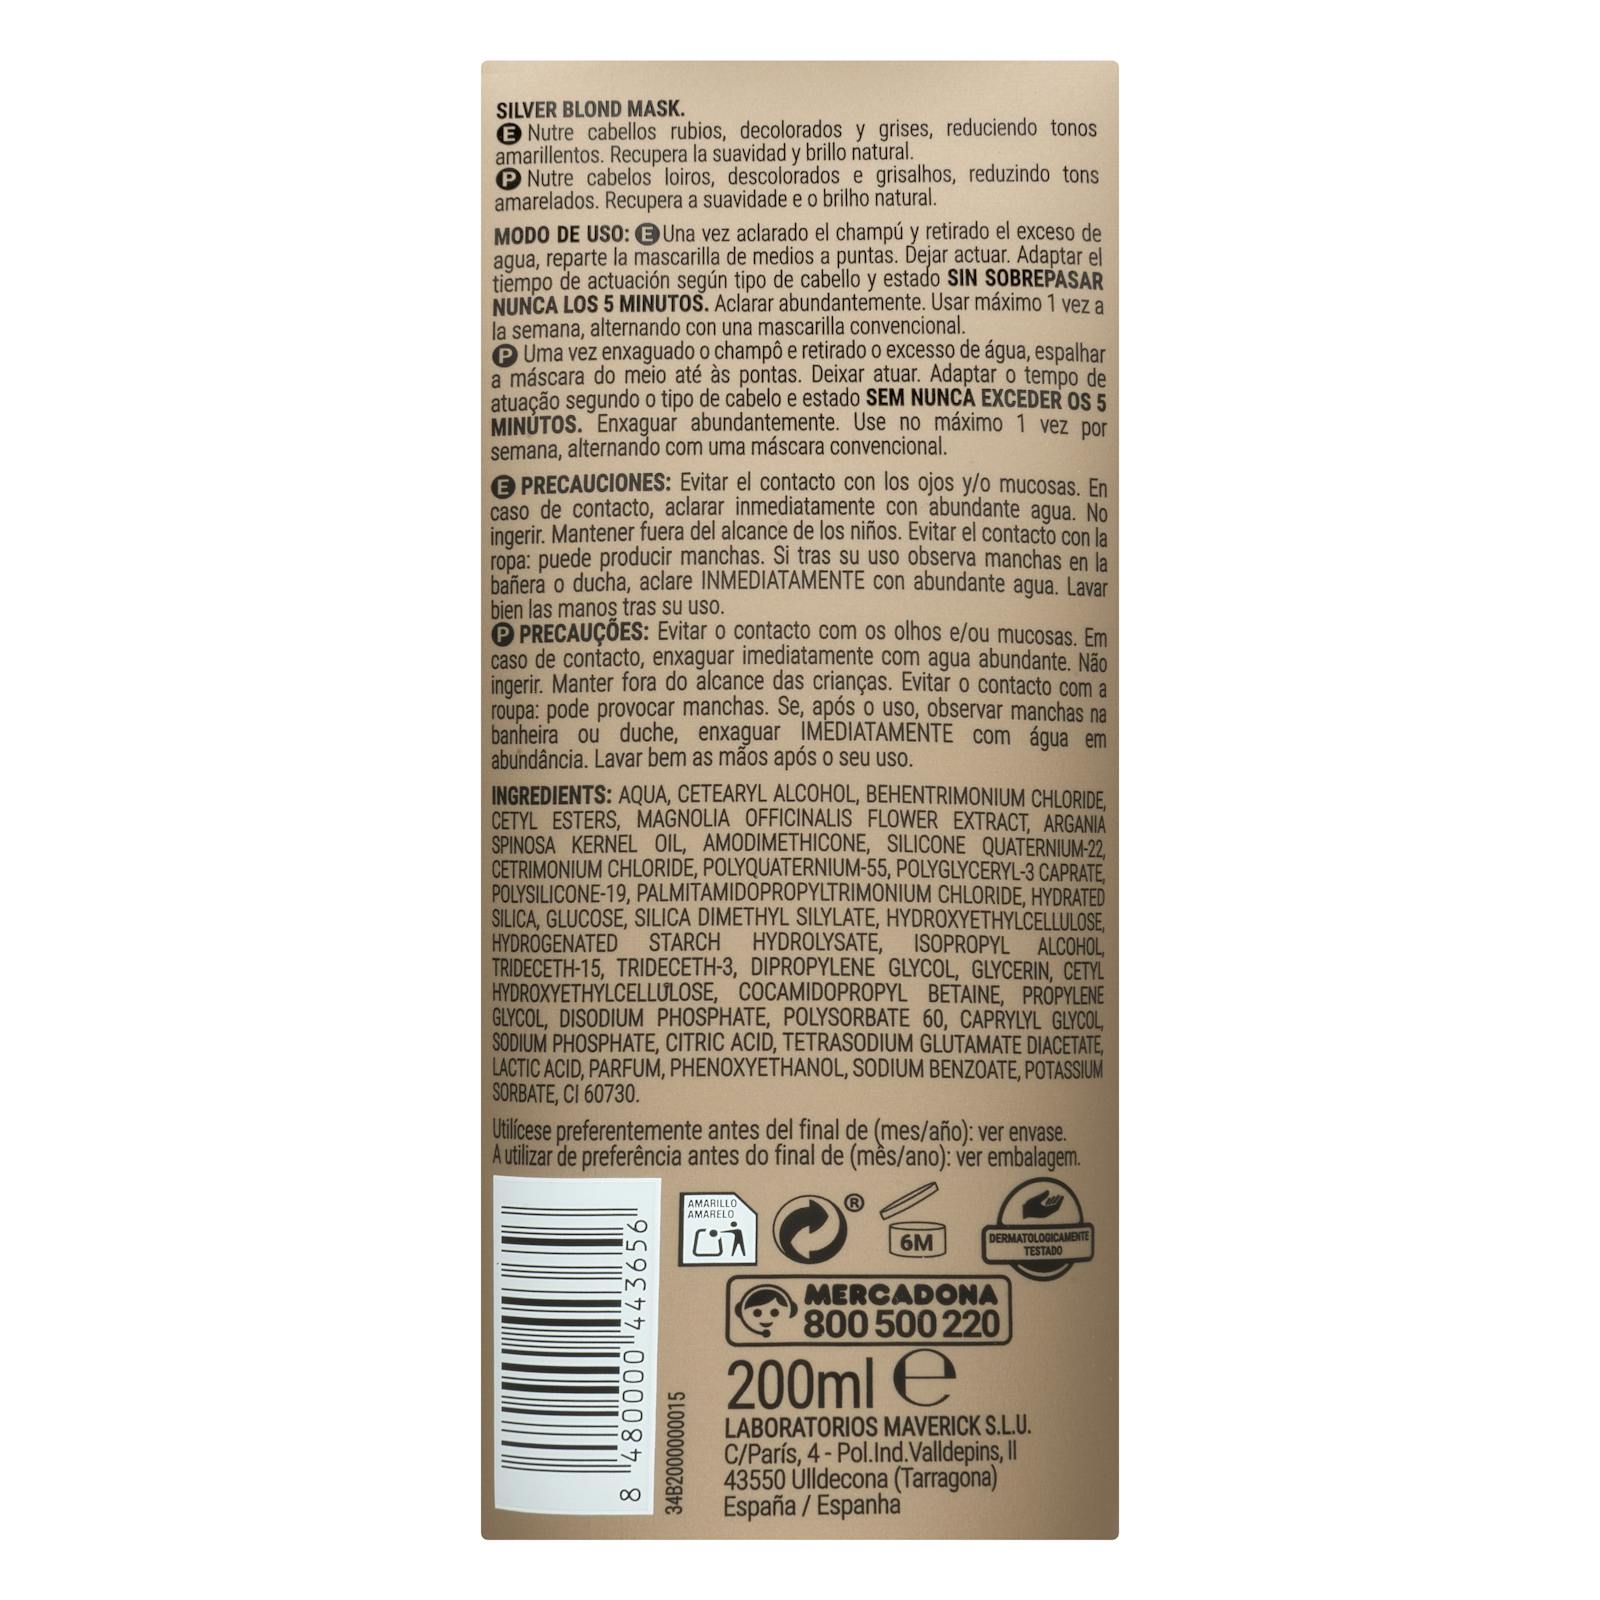 SILVER BLOND MASK.
E Nutre cabellos rubios, decolorados y grises, reduciendo tonos
amarillentos. Recupera la suavidad y brillo natural.
P Nutre cabelos loiros, descolorados e grisalhos, reduzindo tons
amarelados. Recupera a suavidade e o brilho natural.
MODO DE USO: E Una vez aclarado el champú y retirado el exceso de
agua, reparte la mascarilla de medios a puntas. Dejar actuar. Adaptar el
tiempo de actuación según tipo de cabello y estado SIN SOBREPASAR
NUNCA LOS 5 MINUTOS. Aclarar abundantemente. Usar máximo 1 vez a
la semana, alternando con una mascarilla convencional.
P Uma vez enxaguado o champô e retirado o excesso de água, espalhar
a máscara do meio até às pontas. Deixar atuar. Adaptar o tempo de
atuação segundo o tipo de cabelo e estado SEM NUNCA EXCEDER OS 5
MINUTOS. Enxaguar abundantemente. Use no máximo 1 vez por
semana, alternando com uma máscara convencional.
E PRECAUCIONES: Evitar el contacto con los ojos y/o mucosas. En
caso de contacto, aclarar inmediatamente con abundante agua. No
ingerir. Mantener fuera del alcance de los niños. Evitar el contacto con la
ropa: puede producir manchas. Si tras su uso observa manchas en la
bañera o ducha, aclare INMEDIATAMENTE con abundante agua. Lavar
bien las manos tras su uso.
P PRECAUÇÕES: Evitar o contacto com os olhos e/ou mucosas. Em
caso de contacto, enxaguar imediatamente com agua abundante. Não
ingerir. Manter fora do alcance das crianças. Evitar o contacto com a
roupa: pode provocar manchas. Se, após o uso, observar manchas na
banheira ou duche, enxaguar IMEDIATAMENTE com água em
abundância. Lavar bem as mãos após o seu uso.
INGREDIENTS: AQUA, CETEARYL ALCOHOL, BEHENTRIMONIUM CHLORIDE,
CETYL ESTERS, MAGNOLIA OFFICINALIS FLOWER EXTRACT, ARGANIA
SPINOSA KERNEL OIL, AMODIMETHICONE, SILICONE QUATERNIUM-22,
CETRIMONIUM CHLORIDE, POLYQUATERNIUM-55, POLYGLYCERYL-3 CAPRATE,
POLYSILICONE-19, PALMITAMIDOPROPYLTRIMONIUM CHLORIDE, HYDRATED
SILICA, GLUCOSE, SILICA DIMETHYL SILYLATE, HYDROXYETHYLCELLULOSE,
HYDROGENATED STARCH HYDROLYSATE, ISOPROPYL ALCOHOL,
TRIDECETH-15, TRIDECETH-3, DIPROPYLENE GLYCOL, GLYCERIN, CETYL
HYDROXYETHYLCELLULOSE, COCAMIDOPROPYL BETAINE, PROPYLENE
GLYCOL, DISODIUM PHOSPHATE, POLYSORBATE 60, CAPRYLYL GLYCOL,
SODIUM PHOSPHATE, CITRIC ACID, TETRASODIUM GLUTAMATE DIACETATE,
LACTIC ACID, PARFUM, PHENOXYETHANOL, SODIUM BENZOATE, POTASSIUM
SORBATE, CI 60730.
Utilícese preferentemente antes del final de (mes/año): ver envase.
A utilizar de preferência antes do final de (mês/ano): ver embalagem.
8 480000 443656
34B2000000015
AMARILLO
AMARELO
®
6M
DERMATOLOGICAMENTE
TESTADO
MERCADONA
800 500 220
200ml e
LABORATORIOS MAVERICK S.L.U.
C/París, 4 - Pol.Ind.Valldepins, II
43550 Ulldecona (Tarragona)
España / Espanha